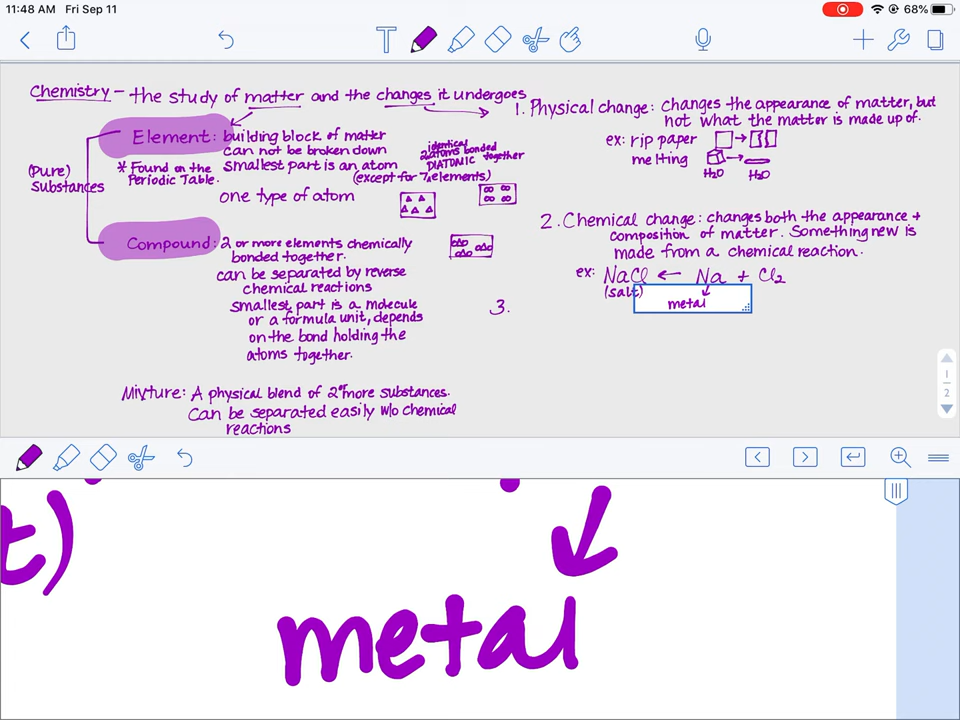 11:48 AM Fri Sep 11
68%
T
Chemistry – the study of matter and the changes it undergoes
Element: building block of matter
can not be broken down
smallest part is an atom
(except for 7 elements)
identical
2 atoms bonded together
DIATONIC
* Found on the
Periodic Table.
one type of atom
(Pure)
Substances
Compound: 2 or more elements chemically
bonded together.
can be separated by reverse
chemical reactions
smallest part is a molecule
or a formula unit, depends
on the bond holding the
atoms together.
Mixture: A physical blend of 2 or more substances.
Can be separated easily w/o chemical
reactions
1. Physical change: changes the appearance of matter, but
not what the matter is made up of.
ex: rip paper
melting
H2O H2O
2. Chemical change: changes both the appearance +
composition of matter. Something new is
made from a chemical reaction.
ex: NaCl ← Na + Cl2
(salt)
metal
3.
1
2
t)
metal